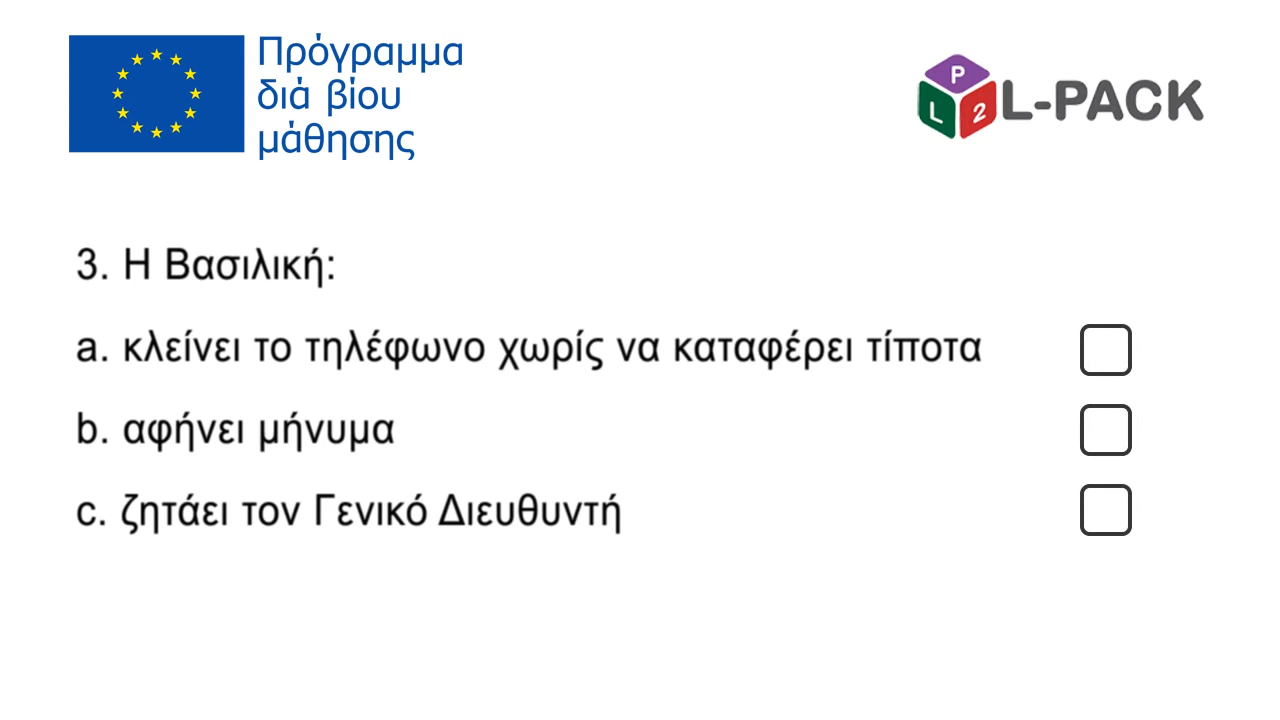 Πρόγραμμα
διά βίου
μάθησης
P
L
2
L-PACK
3. Η Βασιλική:
a. κλείνει το τηλέφωνο χωρίς να καταφέρει τίποτα
b. αφήνει μήνυμα
c. ζητάει τον Γενικό Διευθυντή